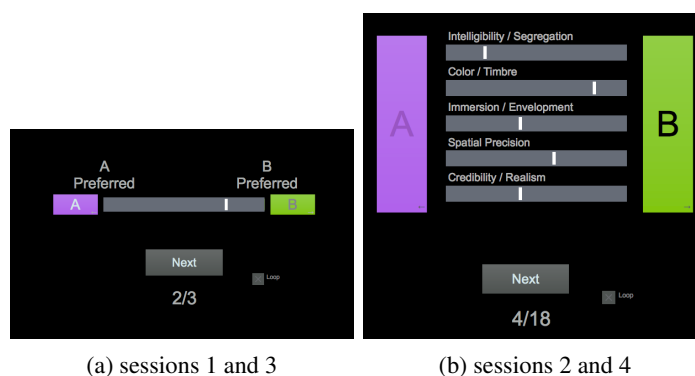 A
Preferred
B
Preferred
A
B
Next
Loop
2/3
(a) sessions 1 and 3
Intelligibility / Segregation
Color / Timbre
Immersion / Envelopment
Spatial Precision
Credibility / Realism
A
B
Next
Loop
4/18
(b) sessions 2 and 4